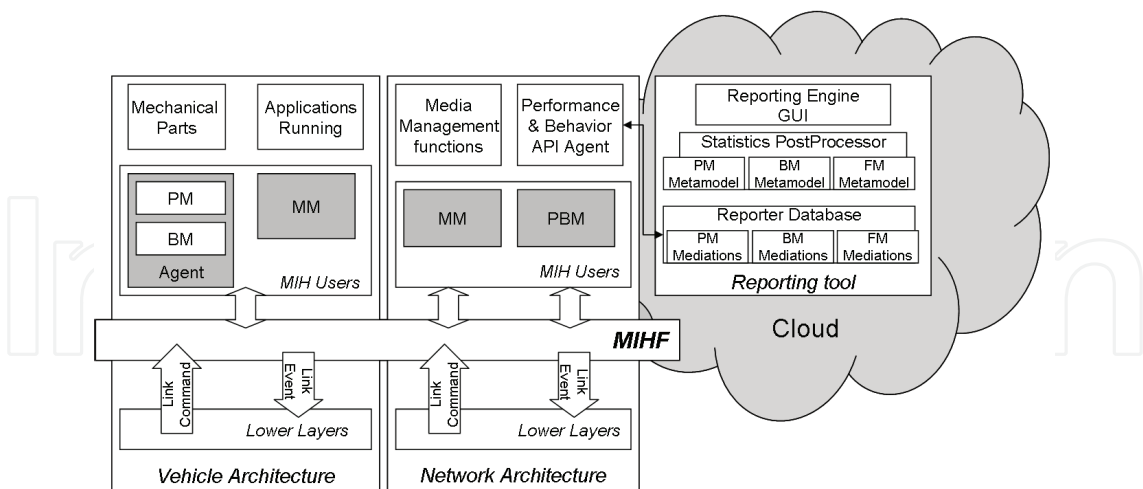 Mechanical
Parts
Applications
Running
PM
BM
Agent
MM
MIH Users
Media
Management
functions
Performance
& Behavior
API Agent
MM
PBM
MIH Users
Reporting Engine
GUI
Statistics PostProcessor
PM
Metamodel
BM
Metamodel
FM
Metamodel
Reporter Database
PM
Mediations
BM
Mediations
FM
Mediations
Reporting tool
Cloud
MIHF
Link
Command
Link
Event
Lower Layers
Vehicle Architecture
Link
Command
Link
Event
Lower Layers
Network Architecture